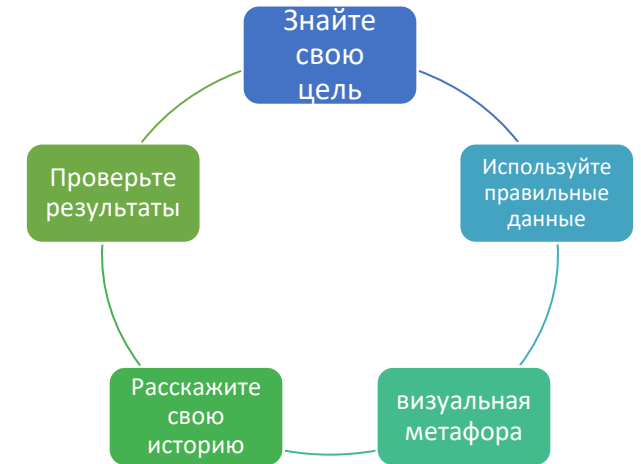 Знайте
свою
цель
Используйте
правильные
данные
визуальная
метафора
Расскажите
свою
историю
Проверьте
результаты